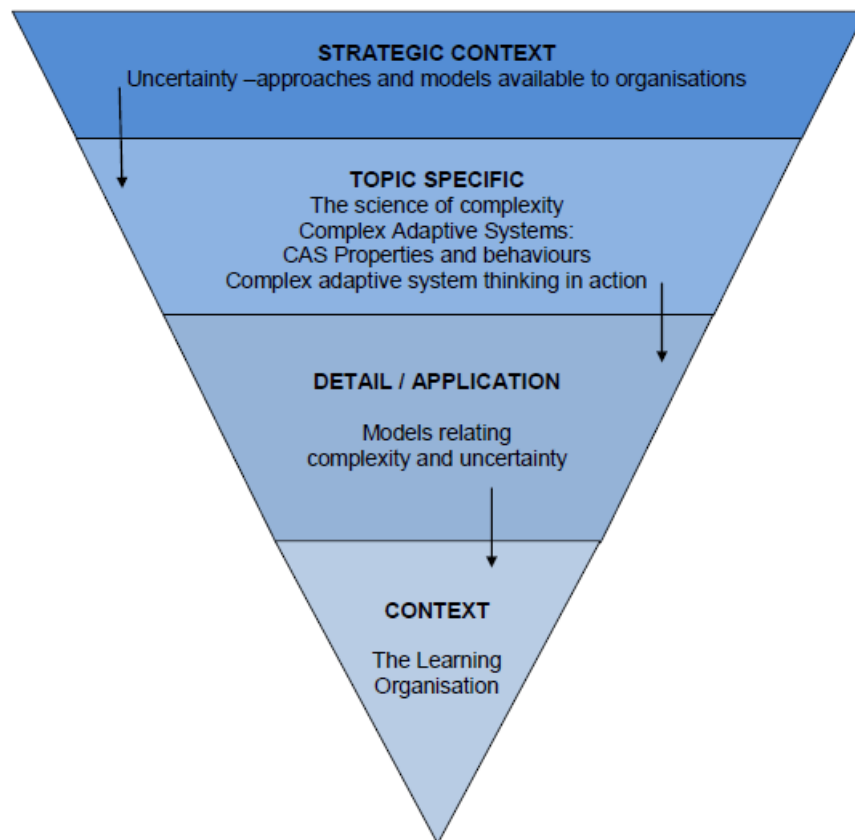 STRATEGIC CONTEXT
Uncertainty –approaches and models available to organisations
TOPIC SPECIFIC
The science of complexity
Complex Adaptive Systems:
CAS Properties and behaviours
Complex adaptive system thinking in action
DETAIL / APPLICATION
Models relating
complexity and uncertainty
CONTEXT
The Learning
Organisation